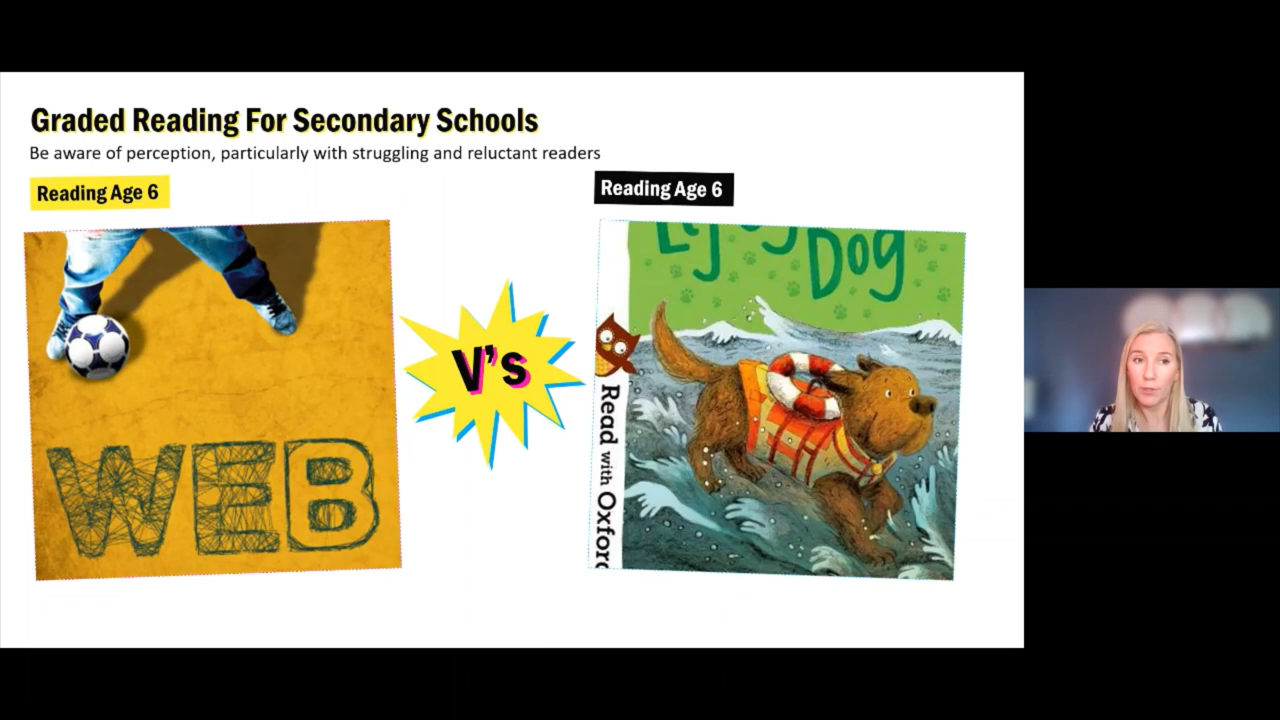 Graded Reading For Secondary Schools
Be aware of perception, particularly with struggling and reluctant readers
Reading Age 6
Reading Age 6
WEB
V's
Dog
Read with Oxford